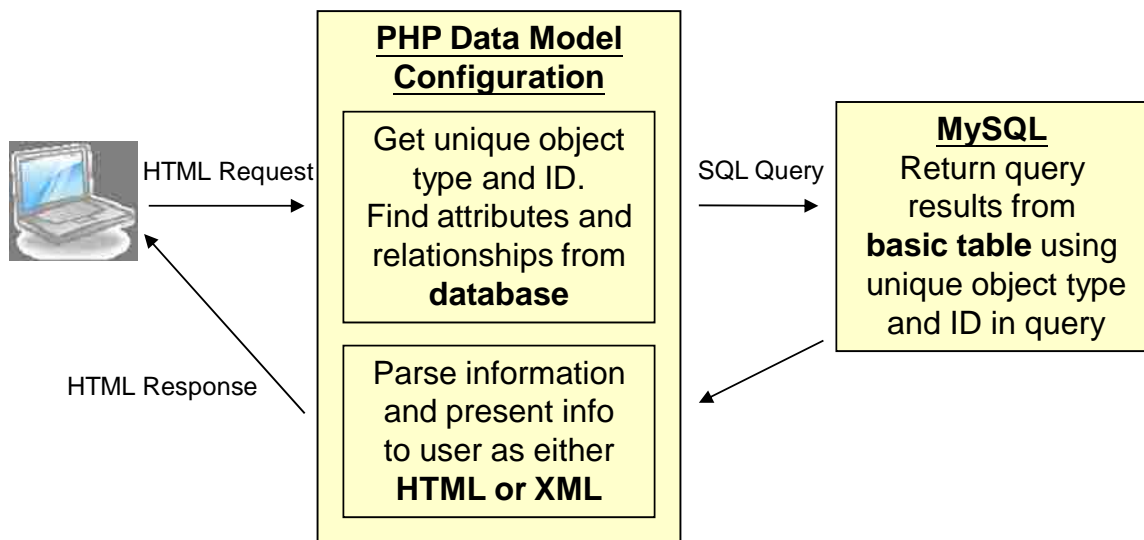 PHP Data Model
Configuration
Get unique object
type and ID.
Find attributes and
relationships from
database
Parse information
and present info
to user as either
HTML or XML
HTML Request
HTML Response
SQL Query
MySQL
Return query
results from
basic table using
unique object type
and ID in query